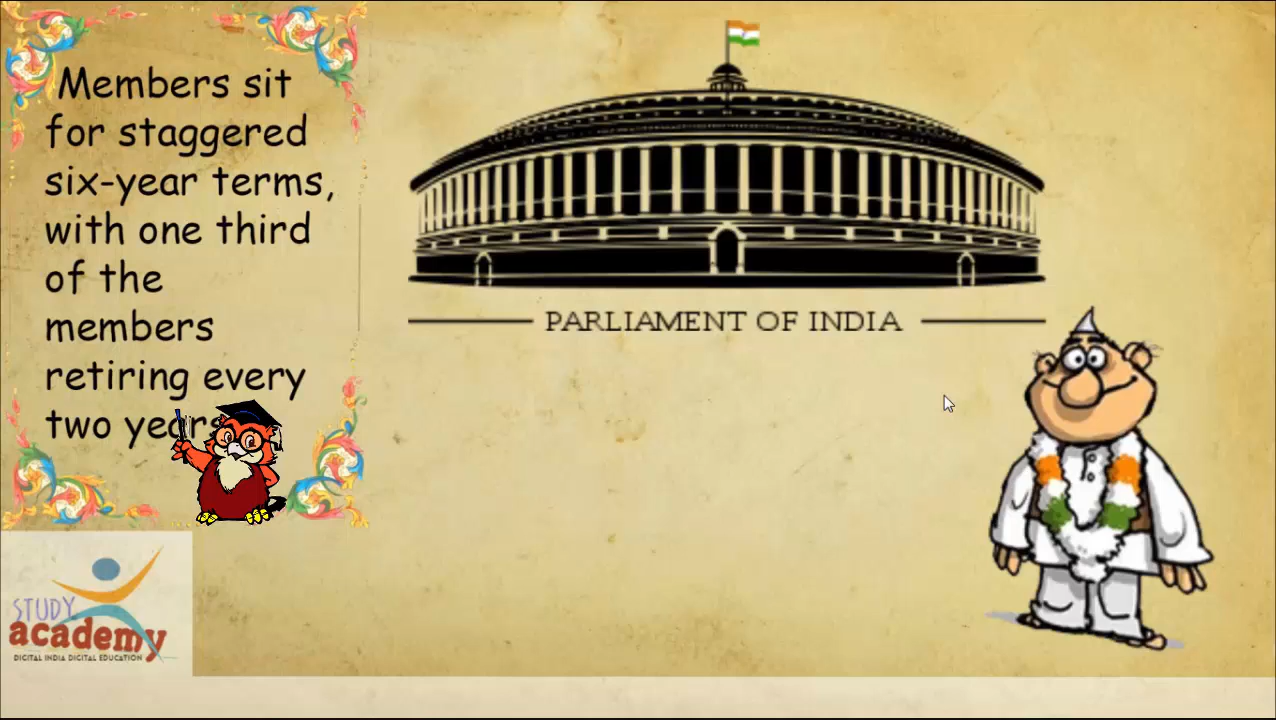 Members sit
for staggered
six-year terms,
with one third
of the
members
retiring every
two years
PARLIAMENT OF INDIA
STUDY
academy
DIGITAL INDIA DIGITAL EDUCATION